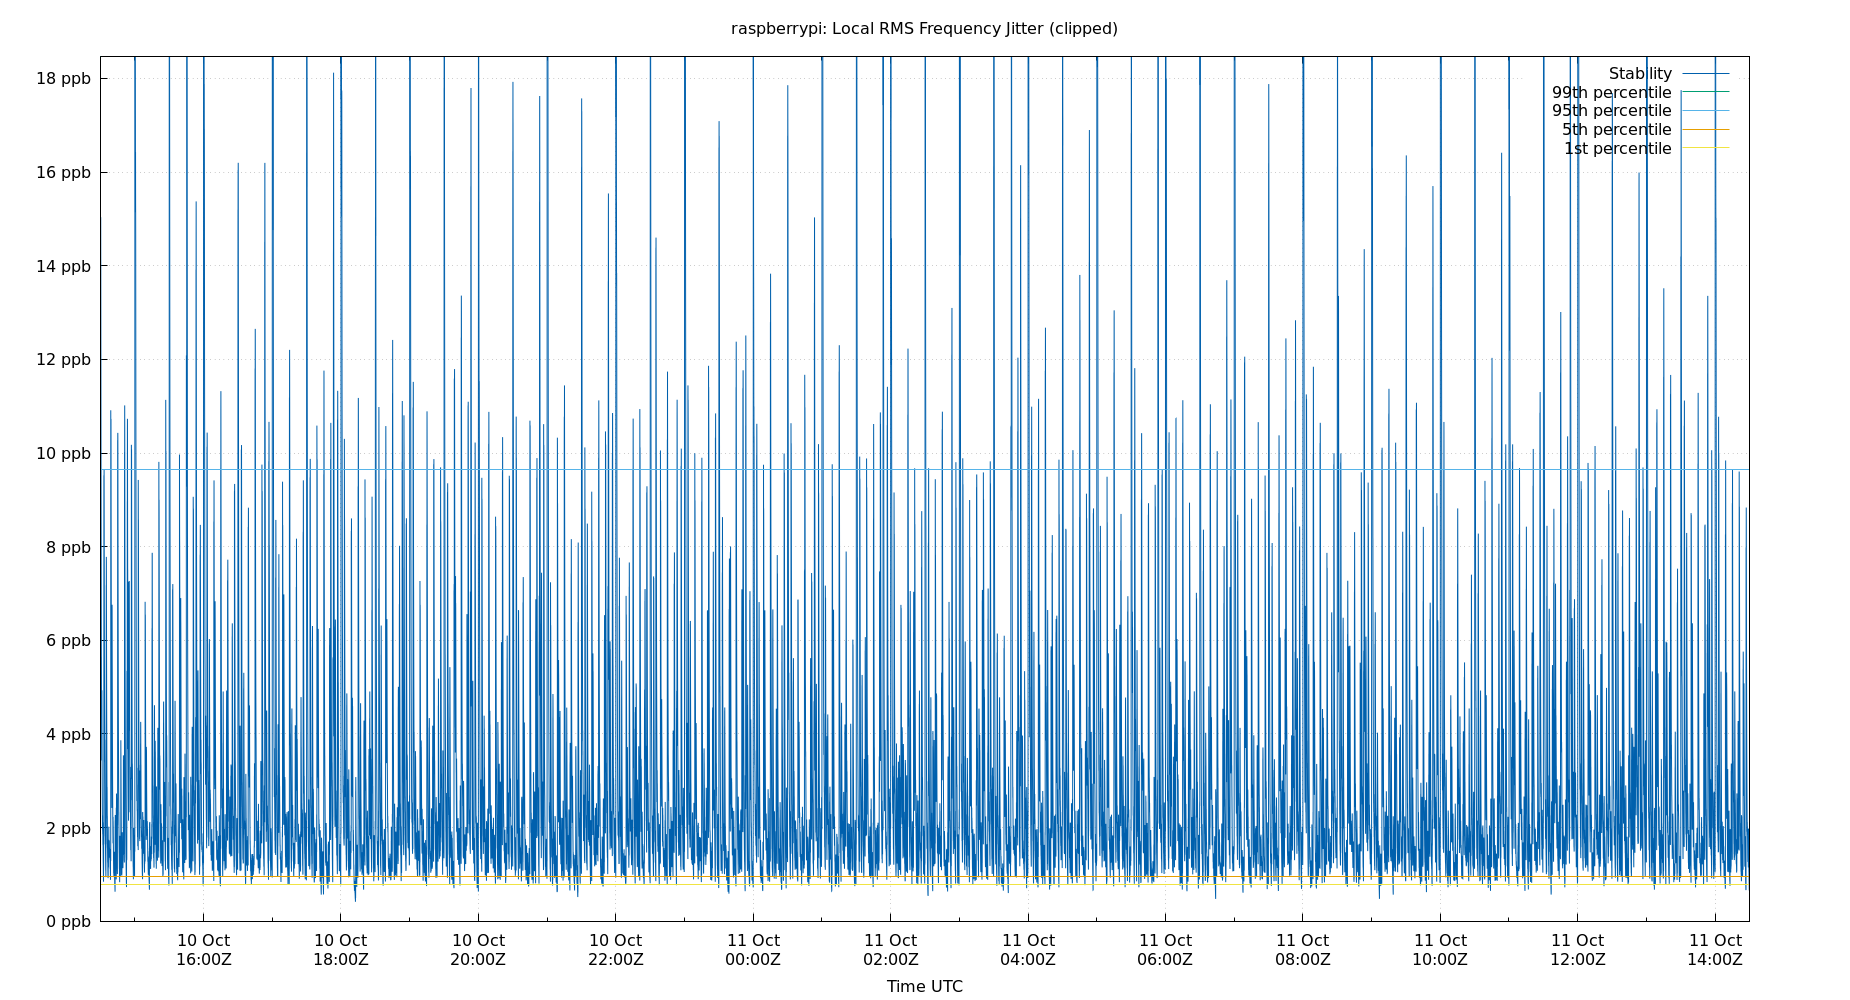 raspberrypi: Local RMS Frequency Jitter (clipped)
18 ppb
16 ppb
14 ppb
12 ppb
10 ppb
8 ppb
6 ppb
4 ppb
2 ppb
0 ppb
Stability
99th percentile
95th percentile
5th percentile
1st percentile
10 Oct 10 Oct 10 Oct 10 Oct 11 Oct 11 Oct 11 Oct 11 Oct 11 Oct 11 Oct 11 Oct 11 Oct
16:00Z 18:00Z 20:00Z 22:00Z 00:00Z 02:00Z 04:00Z 06:00Z 08:00Z 10:00Z 12:00Z 14:00Z
Time UTC